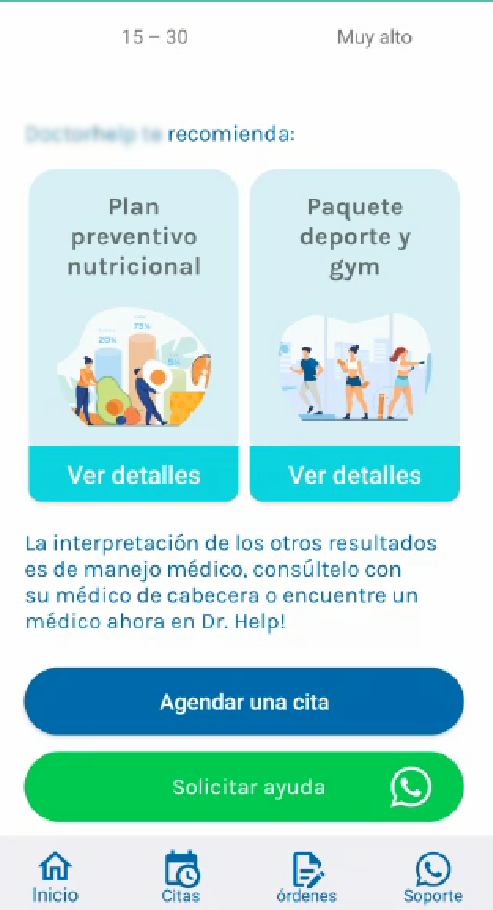 15 – 30 Muy alto
recomienda:
Plan
preventivo
nutricional
Paquete
deporte y
gym
20%
75%
5%
Ver detalles
Ver detalles
La interpretación de los otros resultados
es de manejo médico, consúltelo con
su médico de cabecera o encuentre un
médico ahora en Dr. Help!
Agendar una cita
Solicitar ayuda
Inicio
Citas
órdenes
Soporte